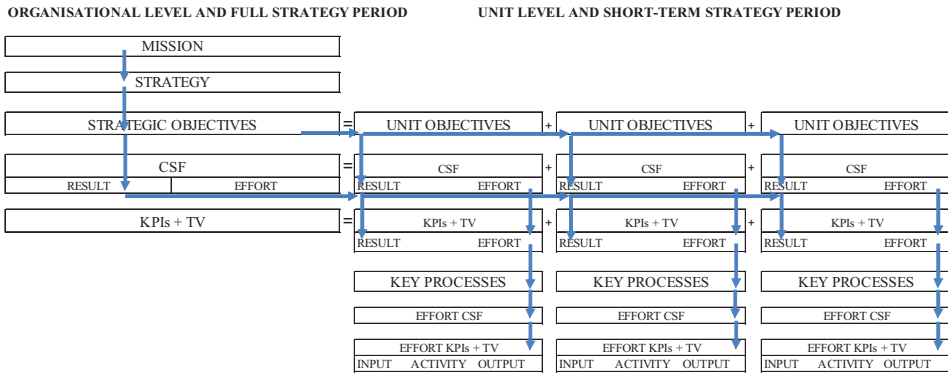 ORGANISATIONAL LEVEL AND FULL STRATEGY PERIOD UNIT LEVEL AND SHORT-TERM STRATEGY PERIOD
MISSION
STRATEGY
STRATEGIC OBJECTIVES = UNIT OBJECTIVES + UNIT OBJECTIVES + UNIT OBJECTIVES
CSF = CSF + CSF + CSF
RESULT EFFORT RESULT EFFORT RESULT EFFORT RESULT EFFORT
KPIs + TV = KPIs + TV + KPIs + TV + KPIs + TV
RESULT EFFORT RESULT EFFORT RESULT EFFORT
KEY PROCESSES KEY PROCESSES KEY PROCESSES
EFFORT CSF EFFORT CSF EFFORT CSF
EFFORT KPIs + TV EFFORT KPIs + TV EFFORT KPIs + TV
INPUT ACTIVITY OUTPUT INPUT ACTIVITY OUTPUT INPUT ACTIVITY OUTPUT